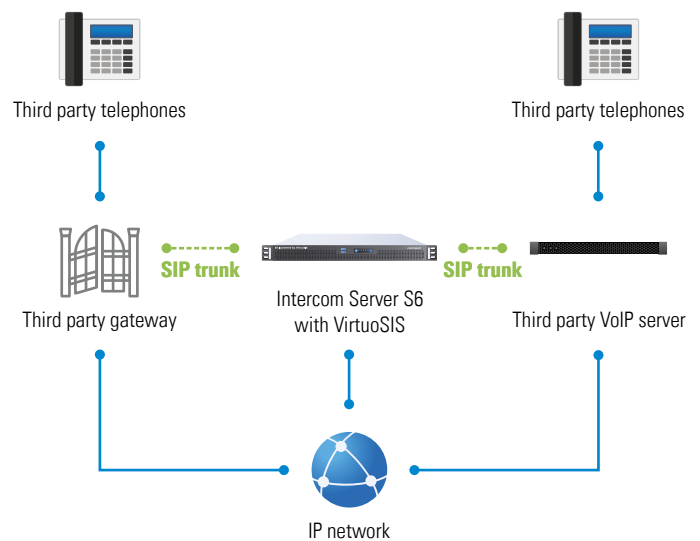 Third party telephones
Third party telephones
SIP trunk
SIP trunk
Third party gateway
Intercom Server S6
with VirtuoSIS
Third party VoIP server
IP network